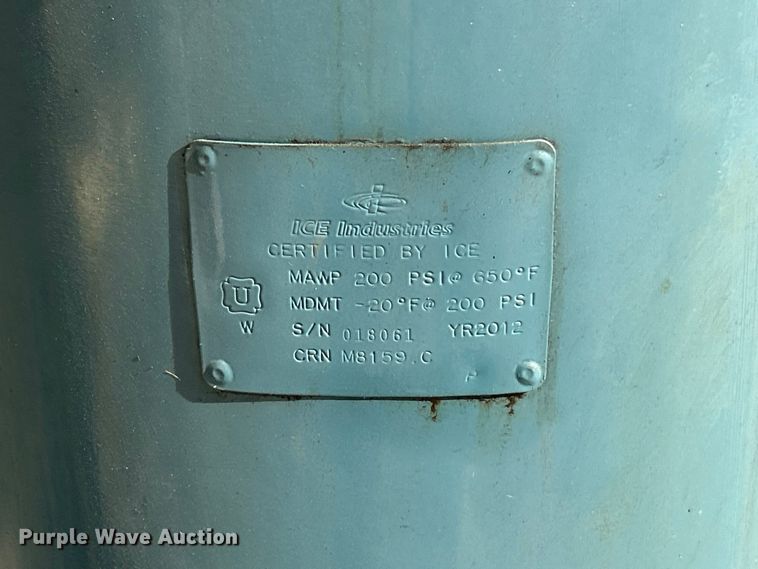 ICE Industries
CERTIFIED BY ICE
MAWP 200 PSI@ 650°F
U MDMT -20°F@ 200 PSI
W S/N 018061 YR2012
CRN M8159.C
Purple Wave Auction